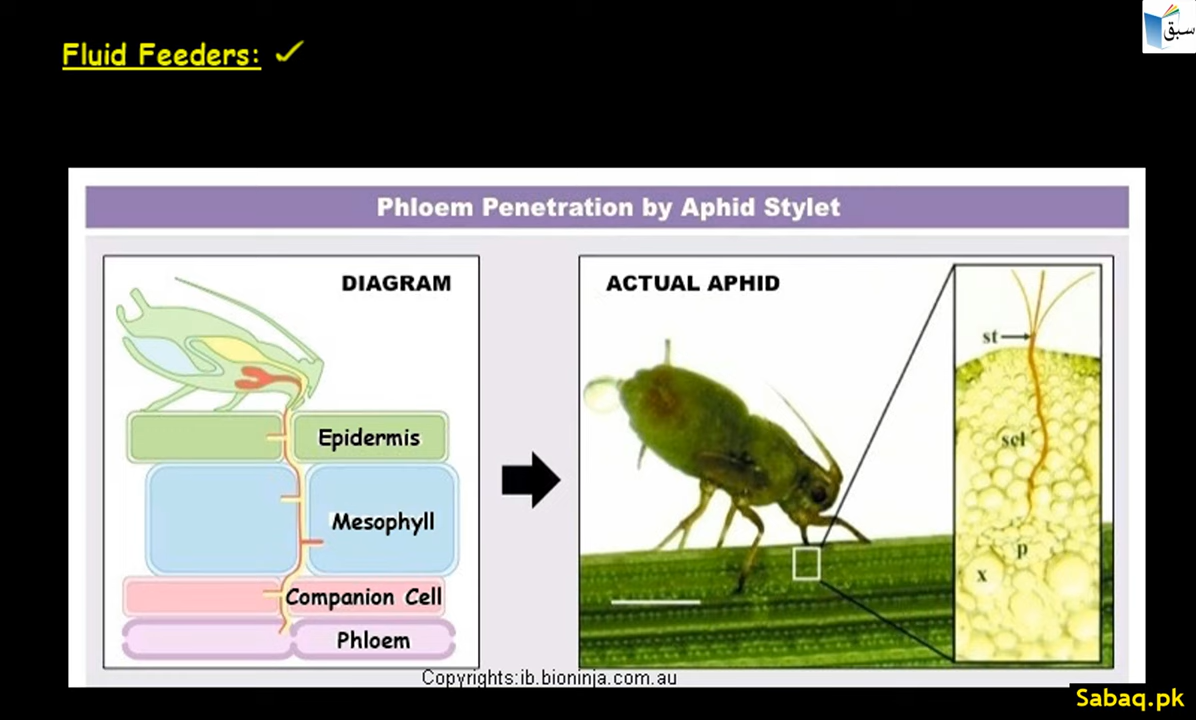 سبق
Fluid Feeders:
Phloem Penetration by Aphid Stylet
DIAGRAM
Epidermis
Mesophyll
Companion Cell
Phloem
ACTUAL APHID
st
scl
p
x
Copyrights:ib.bioninja.com.au
Sabaq.pk